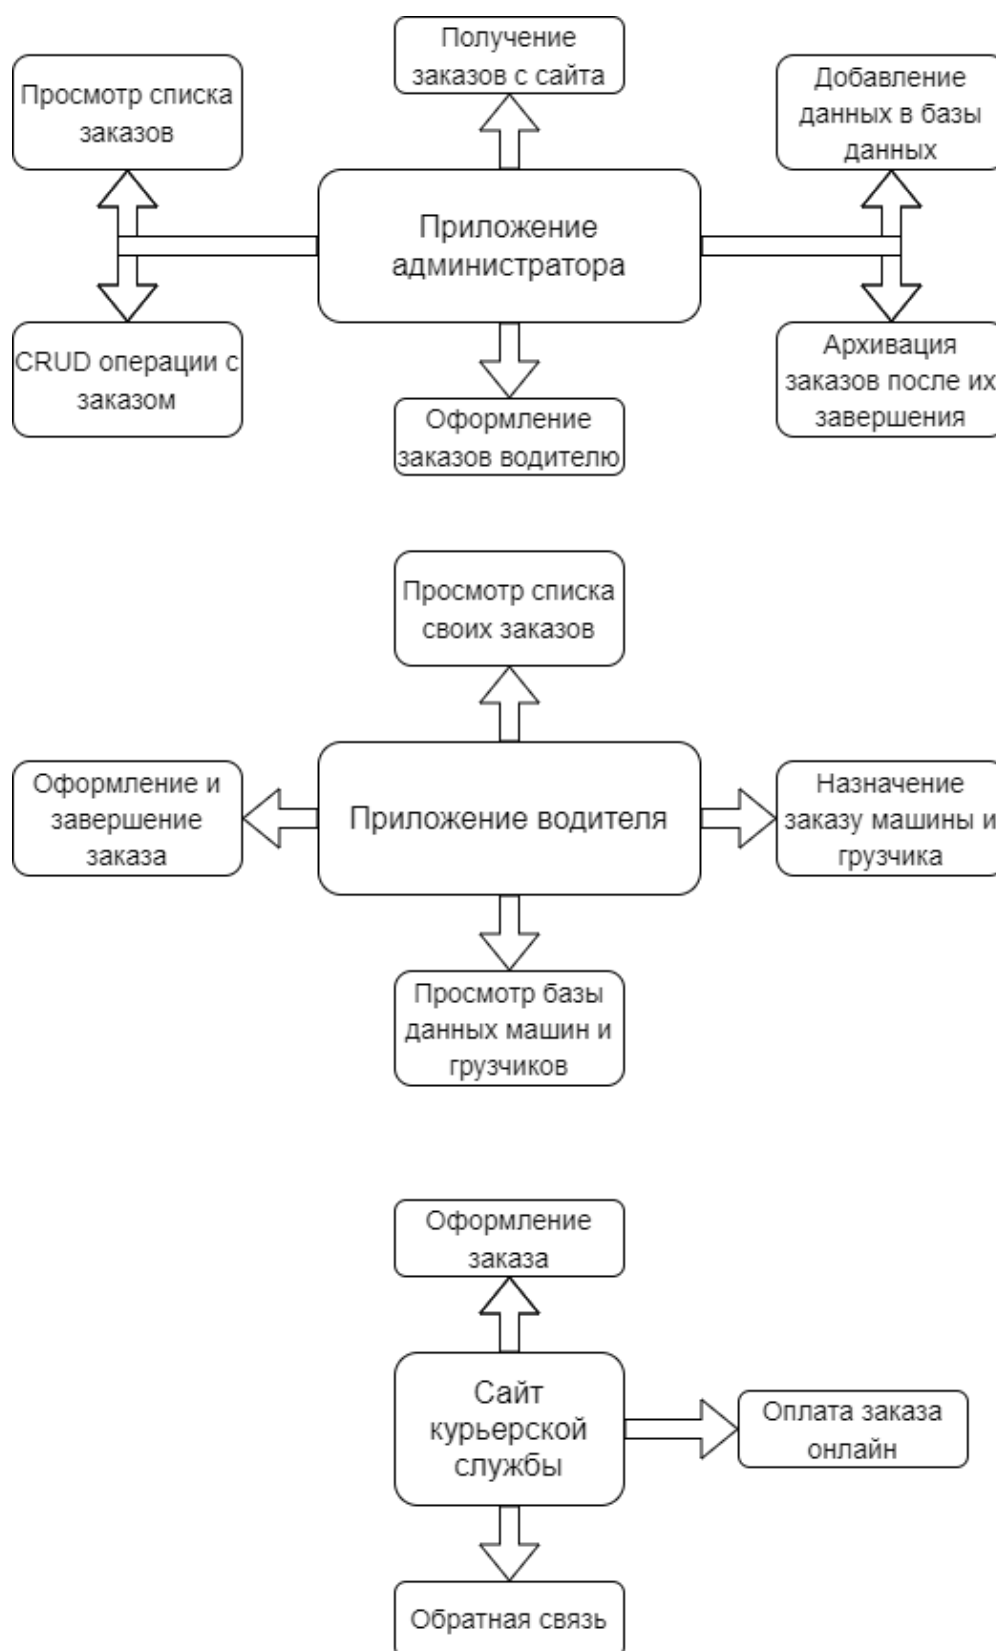 Получение
заказов с сайта
Просмотр списка
заказов
Добавление
данных в базы
данных
Приложение
администратора
CRUD операции с
заказом
Архивация
заказов после их
завершения
Оформление
заказов водителю
Просмотр списка
своих заказов
Оформление и
завершение
заказа
Приложение водителя
Назначение
заказу машины и
грузчика
Просмотр базы
данных машин и
грузчиков
Оформление
заказа
Сайт
курьерской
службы
Оплата заказа
онлайн
Обратная связь